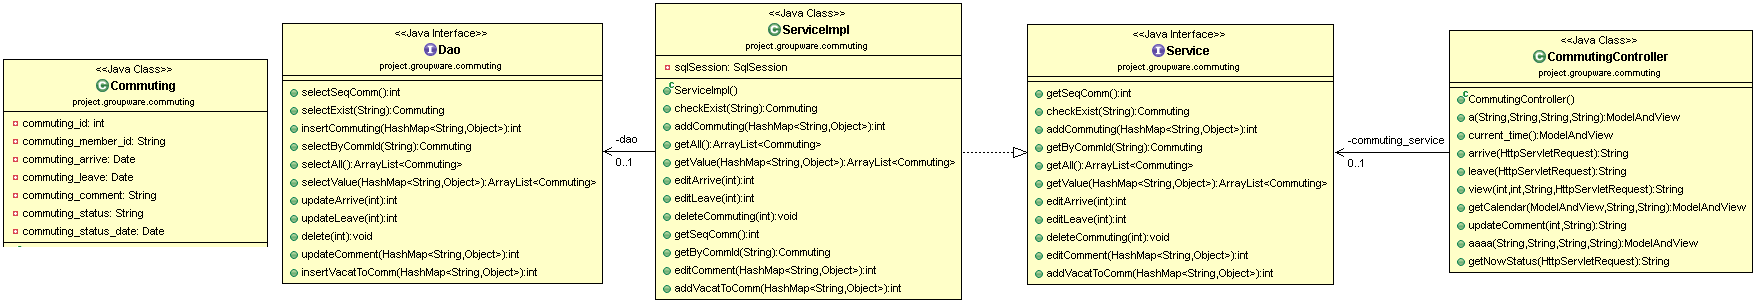 <<Java Class>>
Commuting
project.groupware.commuting
commuting_id: int
commuting_member_id: String
commuting_arrive: Date
commuting_leave: Date
commuting_comment: String
commuting_status: String
commuting_status_date: Date
<<Java Interface>>
Dao
project.groupware.commuting
selectSeqComm():int
selectExist(String):Commuting
insertCommuting(HashMap<String,Object>):int
selectByCommId(String):Commuting
selectAll():ArrayList<Commuting>
selectValue(HashMap<String,Object>):ArrayList<Commuting>
updateArrive(int):int
updateLeave(int):int
delete(int):void
updateComment(HashMap<String,Object>):int
insertVacatToComm(HashMap<String,Object>):int
-dao
0..1
<<Java Class>>
ServiceImpl
project.groupware.commuting
sqlSession: SqlSession
ServiceImpl()
checkExist(String):Commuting
addCommuting(HashMap<String,Object>):int
getAll():ArrayList<Commuting>
getValue(HashMap<String,Object>):ArrayList<Commuting>
editArrive(int):int
editLeave(int):int
deleteCommuting(int):void
getSeqComm():int
getByCommId(String):Commuting
editComment(HashMap<String,Object>):int
addVacatToComm(HashMap<String,Object>):int
<<Java Interface>>
Service
project.groupware.commuting
getSeqComm():int
checkExist(String):Commuting
addCommuting(HashMap<String,Object>):int
getByCommId(String):Commuting
getAll():ArrayList<Commuting>
getValue(HashMap<String,Object>):ArrayList<Commuting>
editArrive(int):int
editLeave(int):int
deleteCommuting(int):void
editComment(HashMap<String,Object>):int
addVacatToComm(HashMap<String,Object>):int
-commuting_service
0..1
<<Java Class>>
CommutingController
project.groupware.commuting
CommutingController()
a(String,String,String,String):ModelAndView
current_time():ModelAndView
arrive(HttpServletRequest):String
leave(HttpServletRequest):String
view(int,int,String,HttpServletRequest):String
getCalendar(ModelAndView,String,String):ModelAndView
updateComment(int,String):String
aaaa(String,String,String,String):ModelAndView
getNowStatus(HttpServletRequest):String